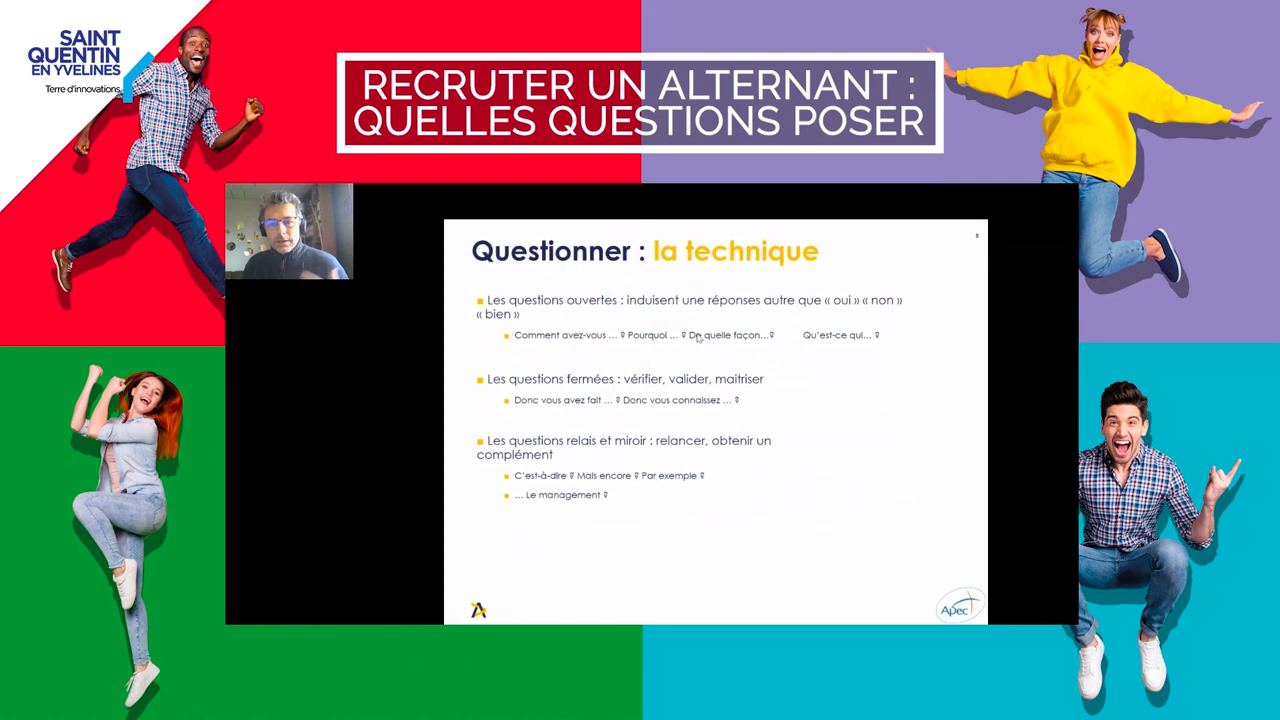 SAINT
QUENTIN
EN YVELINES
Terre d'innovations
RECRUTER UN ALTERNANT :
QUELLES QUESTIONS POSER
9
Questionner : la technique
Les questions ouvertes : induisent une réponses autre que « oui » « non »
« bien »
Comment avez-vous … ? Pourquoi … ? De quelle façon…? Qu'est-ce qui… ?
Les questions fermées : vérifier, valider, maitriser
Donc vous avez fait … ? Donc vous connaissez … ?
Les questions relais et miroir : relancer, obtenir un
complément
C'est-à-dire ? Mais encore ? Par exemple ?
… Le management ?
Apec